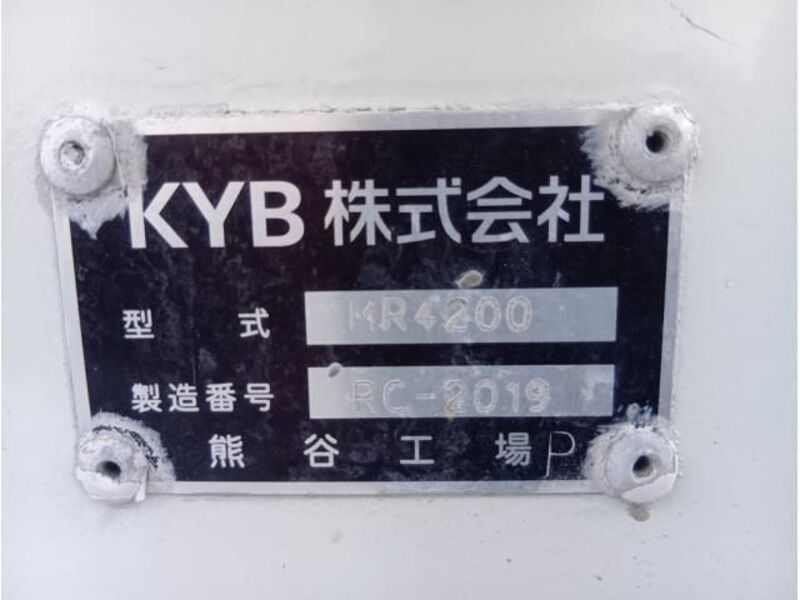 KYB 株式会社
型式 MR4200
製造番号 RC-2019
熊谷工場 P